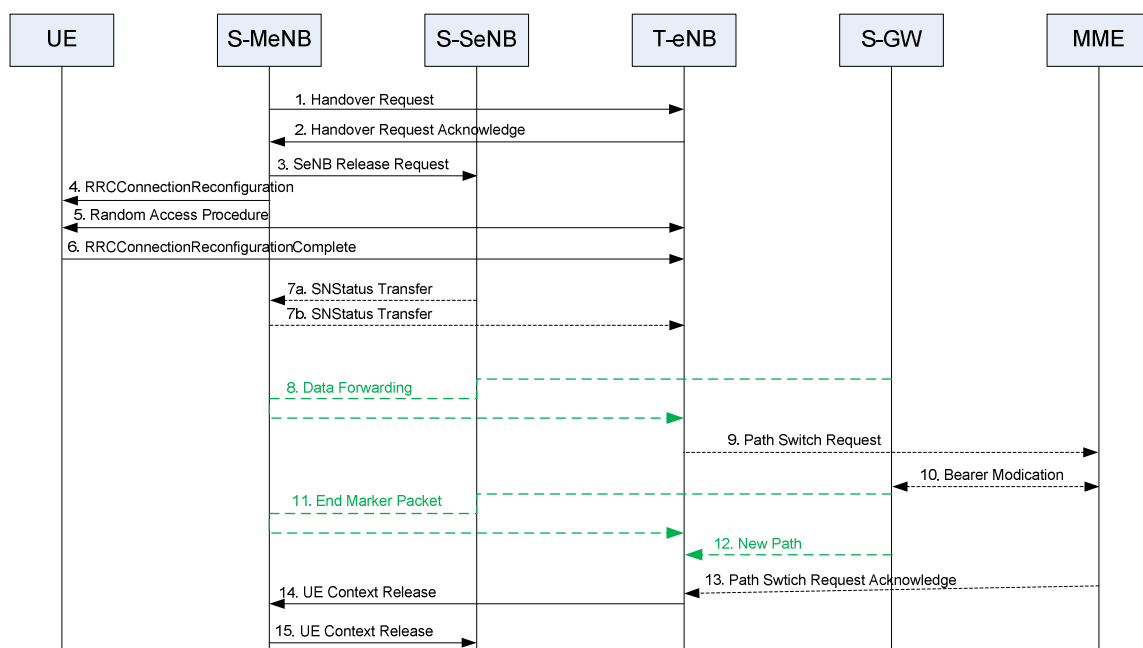 UE
S-MeNB
S-SeNB
T-eNB
S-GW
MME
1. Handover Request
2. Handover Request Acknowledge
3. SeNB Release Request
4. RRCConnectionReconfiguration
5. Random Access Procedure
6. RRCConnectionReconfigurationComplete
7a. SNStatus Transfer
7b. SNStatus Transfer
8. Data Forwarding
9. Path Switch Request
10. Bearer Modication
11. End Marker Packet
12. New Path
13. Path Swtich Request Acknowledge
14. UE Context Release
15. UE Context Release